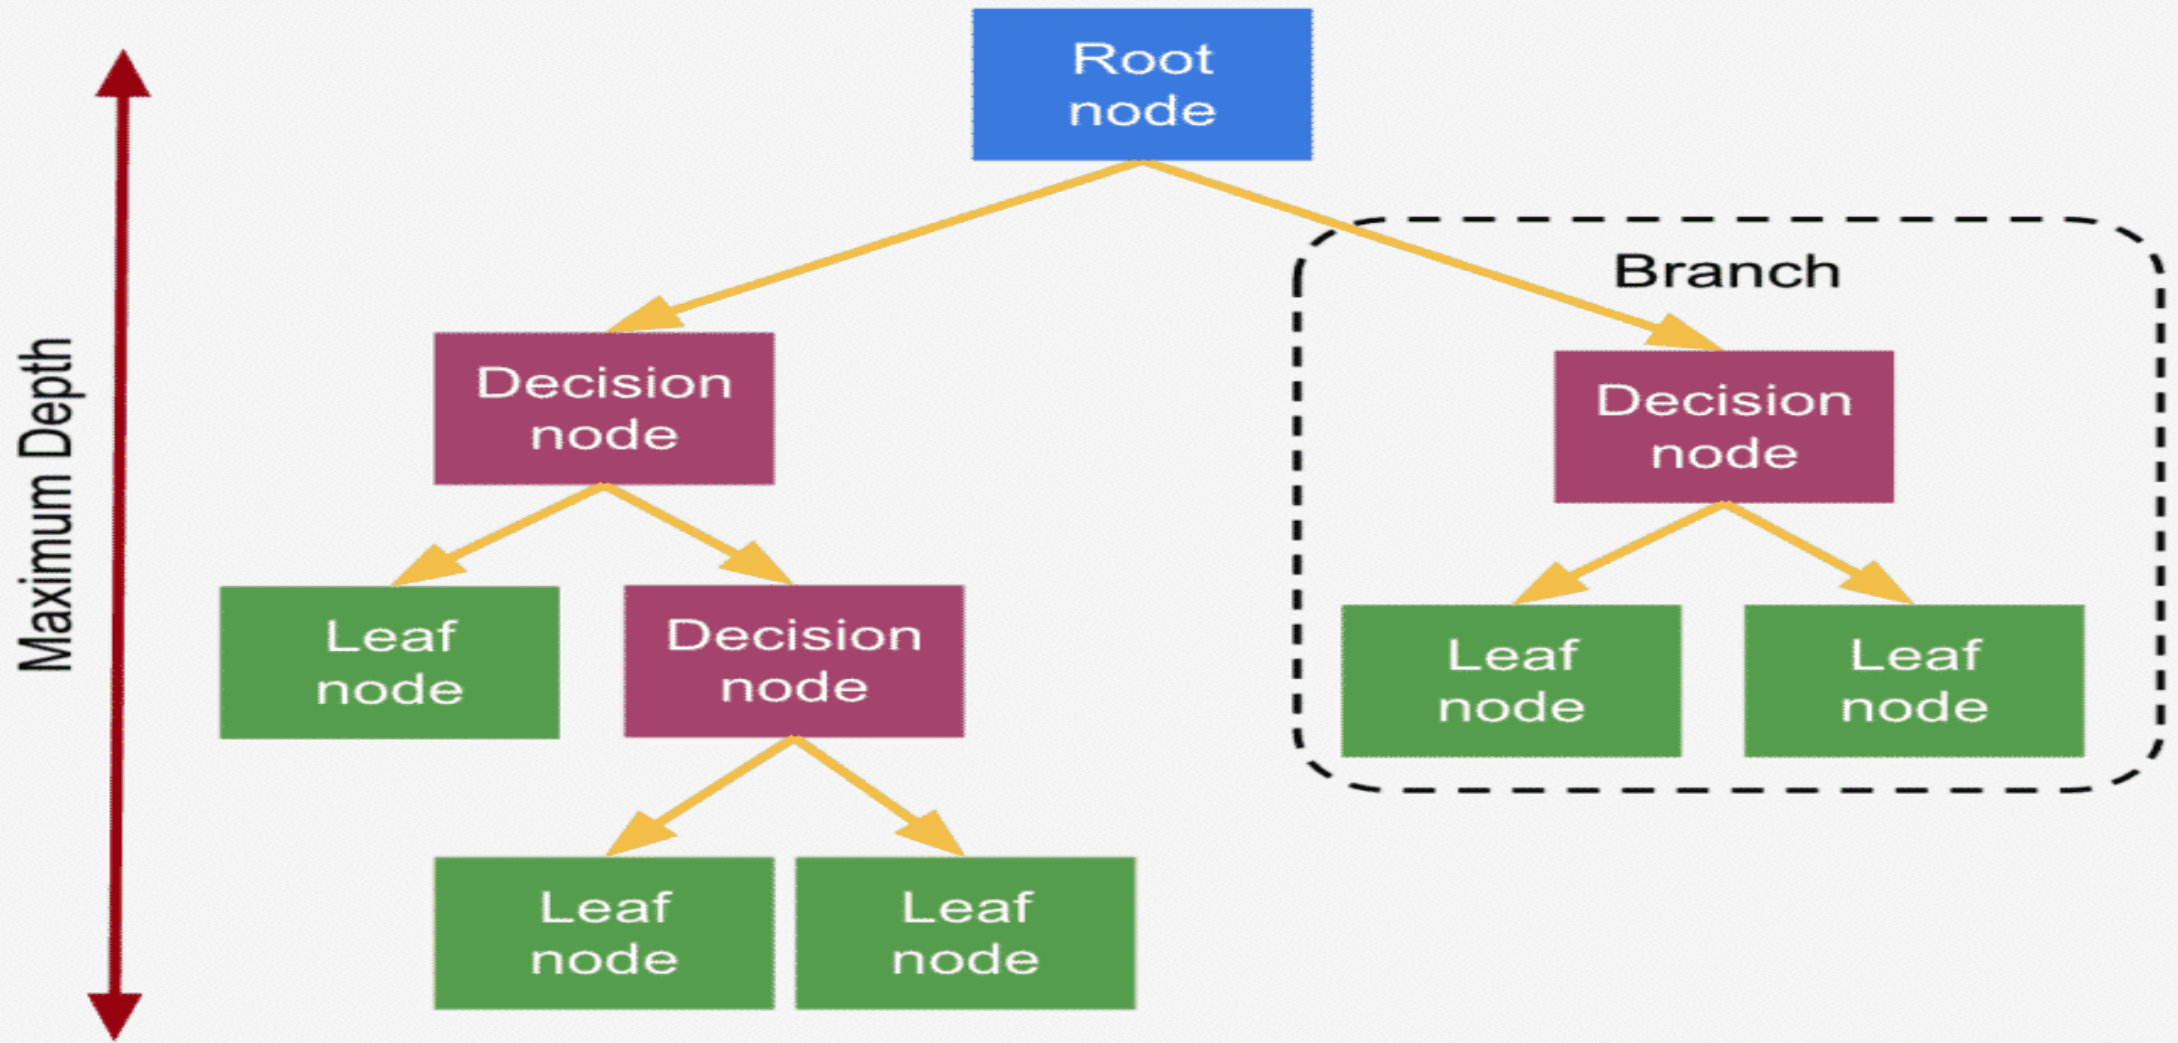 Root
node
Branch
Maximum Depth
Decision
node
Decision
node
Leaf
node
Decision
node
Leaf
node
Leaf
node
Leaf
node
Leaf
node